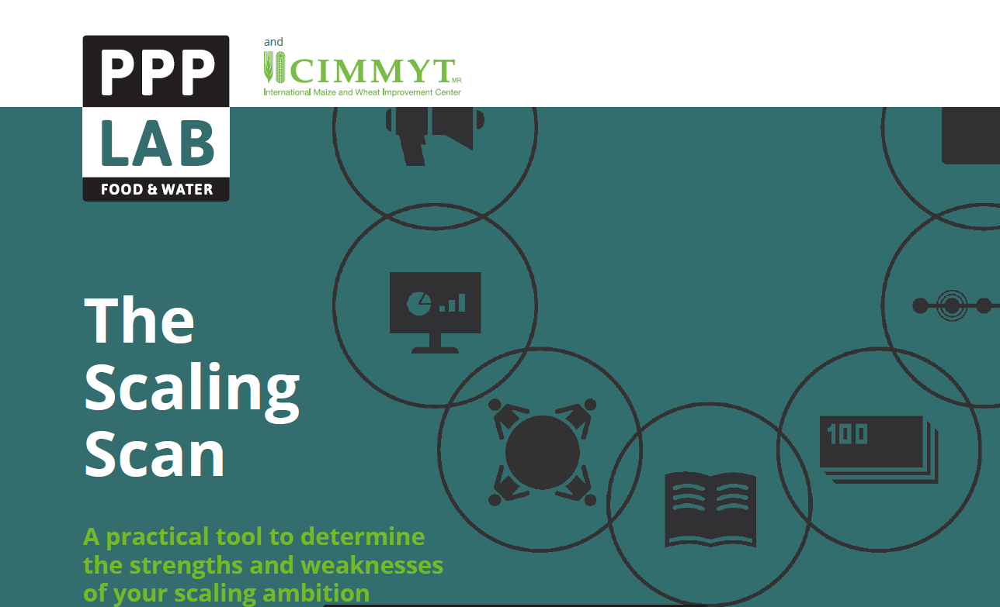 PPP
LAB
FOOD & WATER
and
CIMMYT MR
International Maize and Wheat Improvement Center
The
Scaling
Scan
100
A practical tool to determine
the strengths and weaknesses
of your scaling ambition